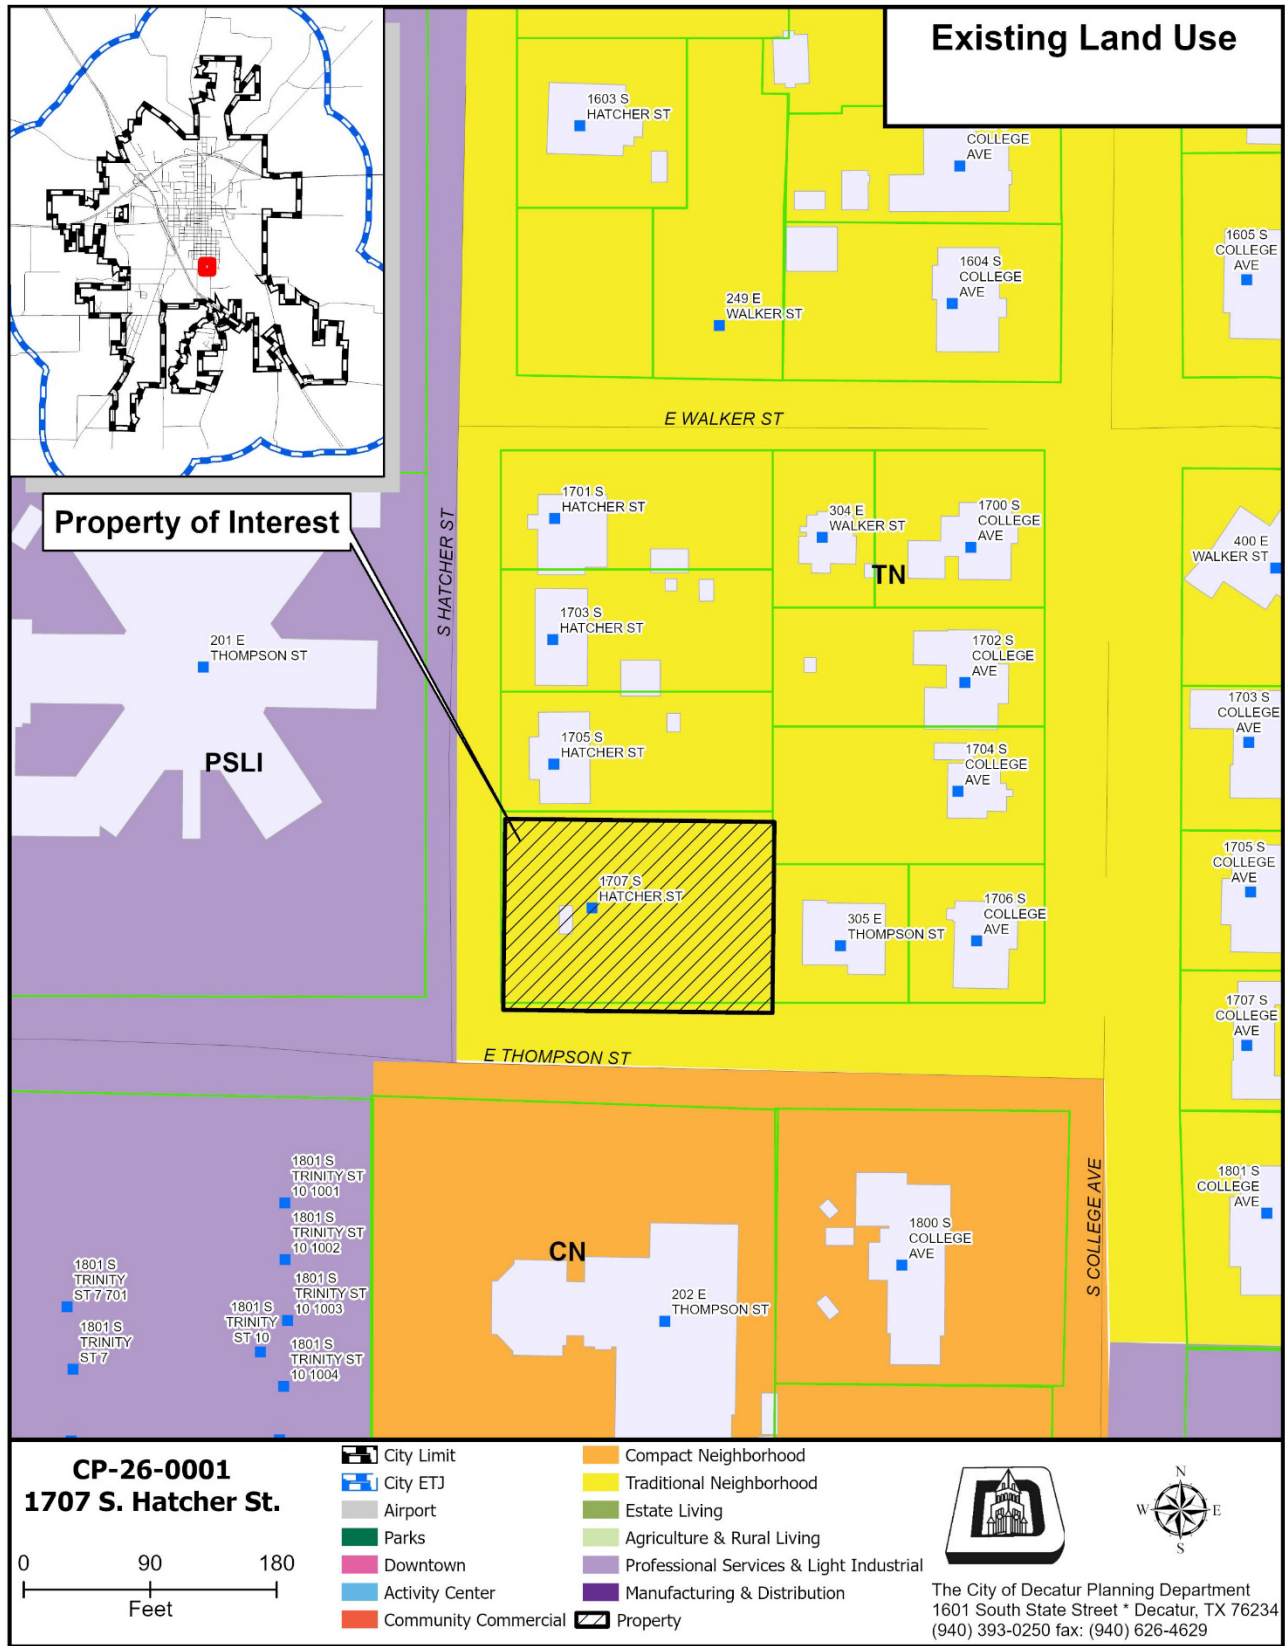 Existing Land Use
1603 S
HATCHER ST
COLLEGE
AVE
1605 S
COLLEGE
AVE
1604 S
COLLEGE
AVE
249 E
WALKER ST
E WALKER ST
Property of Interest
S HATCHER ST
1701 S
HATCHER ST
304 E
WALKER ST
1700 S
COLLEGE
AVE
400 E
WALKER ST
TN
1703 S
HATCHER ST
201 E
THOMPSON ST
1702 S
COLLEGE
AVE
1703 S
COLLEGE
AVE
PSLI
1705 S
HATCHER ST
1704 S
COLLEGE
AVE
1705 S
COLLEGE
AVE
1707 S
HATCHER ST
305 E
THOMPSON ST
1706 S
COLLEGE
AVE
1707 S
COLLEGE
AVE
E THOMPSON ST
1801 S
TRINITY ST
10 1001
1801 S
TRINITY ST
10 1002
1801 S
TRINITY
ST 7 701
1801 S
TRINITY ST
10 1003
1801 S
TRINITY
ST 10
1801 S
TRINITY
ST 7
1801 S
TRINITY ST
10 1004
CN
202 E
THOMPSON ST
1800 S
COLLEGE
AVE
S COLLEGE AVE
1801 S
COLLEGE
AVE
CP-26-0001
1707 S. Hatcher St.
0 90 180
Feet
City Limit
City ETJ
Airport
Parks
Downtown
Activity Center
Community Commercial
Compact Neighborhood
Traditional Neighborhood
Estate Living
Agriculture & Rural Living
Professional Services & Light Industrial
Manufacturing & Distribution
Property
D
N
W E
S
The City of Decatur Planning Department
1601 South State Street * Decatur, TX 76234
(940) 393-0250 fax: (940) 626-4629